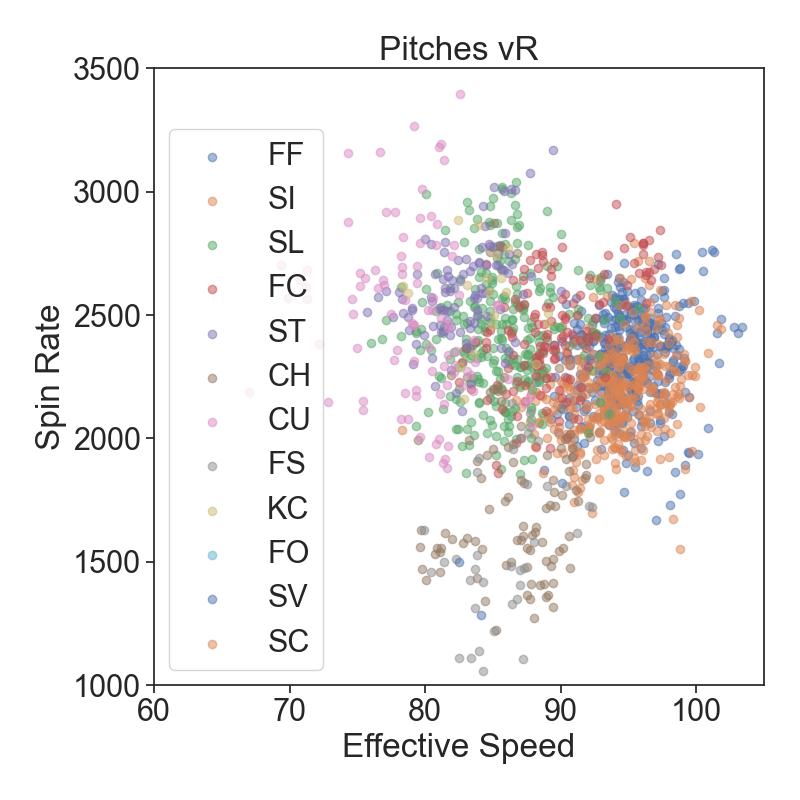 Pitches vR
3500
3000
2500
2000
1500
1000
Spin Rate
FF
SI
SL
FC
ST
CH
CU
FS
KC
FO
SV
SC
60 70 80 90 100
Effective Speed